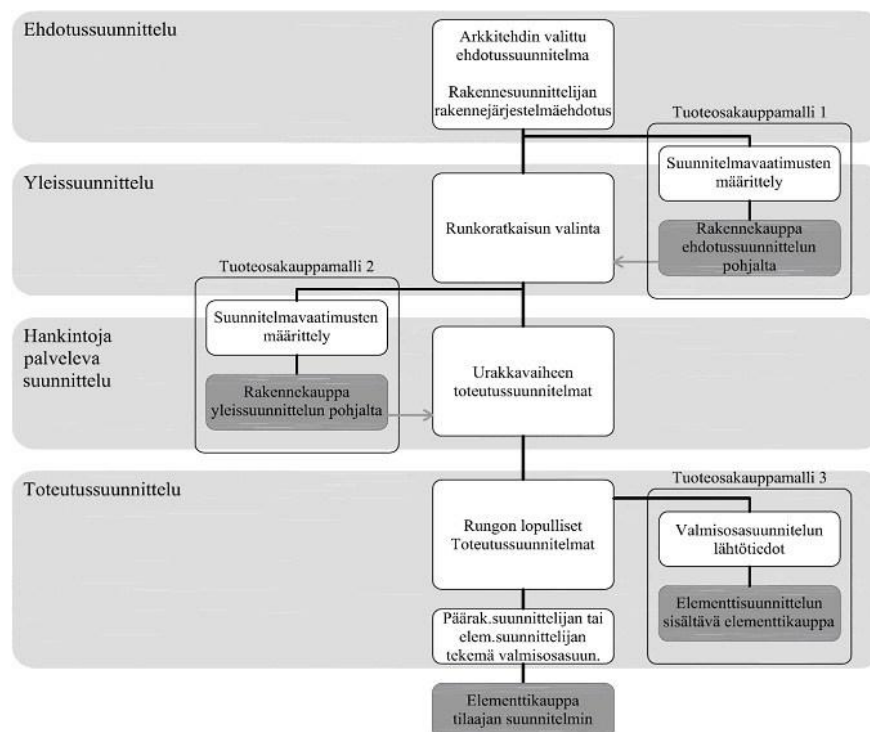 Ehdotussuunnittelu
Arkkitehdin valittu
ehdotussuunnitelma
Rakennesuunnittelijan
rakennejärjestelmäehdotus
Tuoteosakauppamalli 1
Suunnitelmavaatimusten
määrittely
Rakennekauppa
ehdotussuunnittelun
pohjalta
Yleissuunnittelu
Runkoratkaisun valinta
Tuoteosakauppamalli 2
Suunnitelmavaatimusten
määrittely
Rakennekauppa
yleissuunnittelun pohjalta
Hankintoja
palveleva
suunnittelu
Urakkavaiheen
toteutussuunnitelmat
Toteutussuunnittelu
Rungon lopulliset
Toteutussuunnitelmat
Tuoteosakauppamalli 3
Valmisosasuunnitelun
lähtötiedot
Elementtisuunnittelun
sisältävä elementtikauppa
Päärak.suunnittelijan tai
elem.suunnittelijan
tekemä valmisosasuun.
Elementtikauppa
tilaajan suunnitelmin